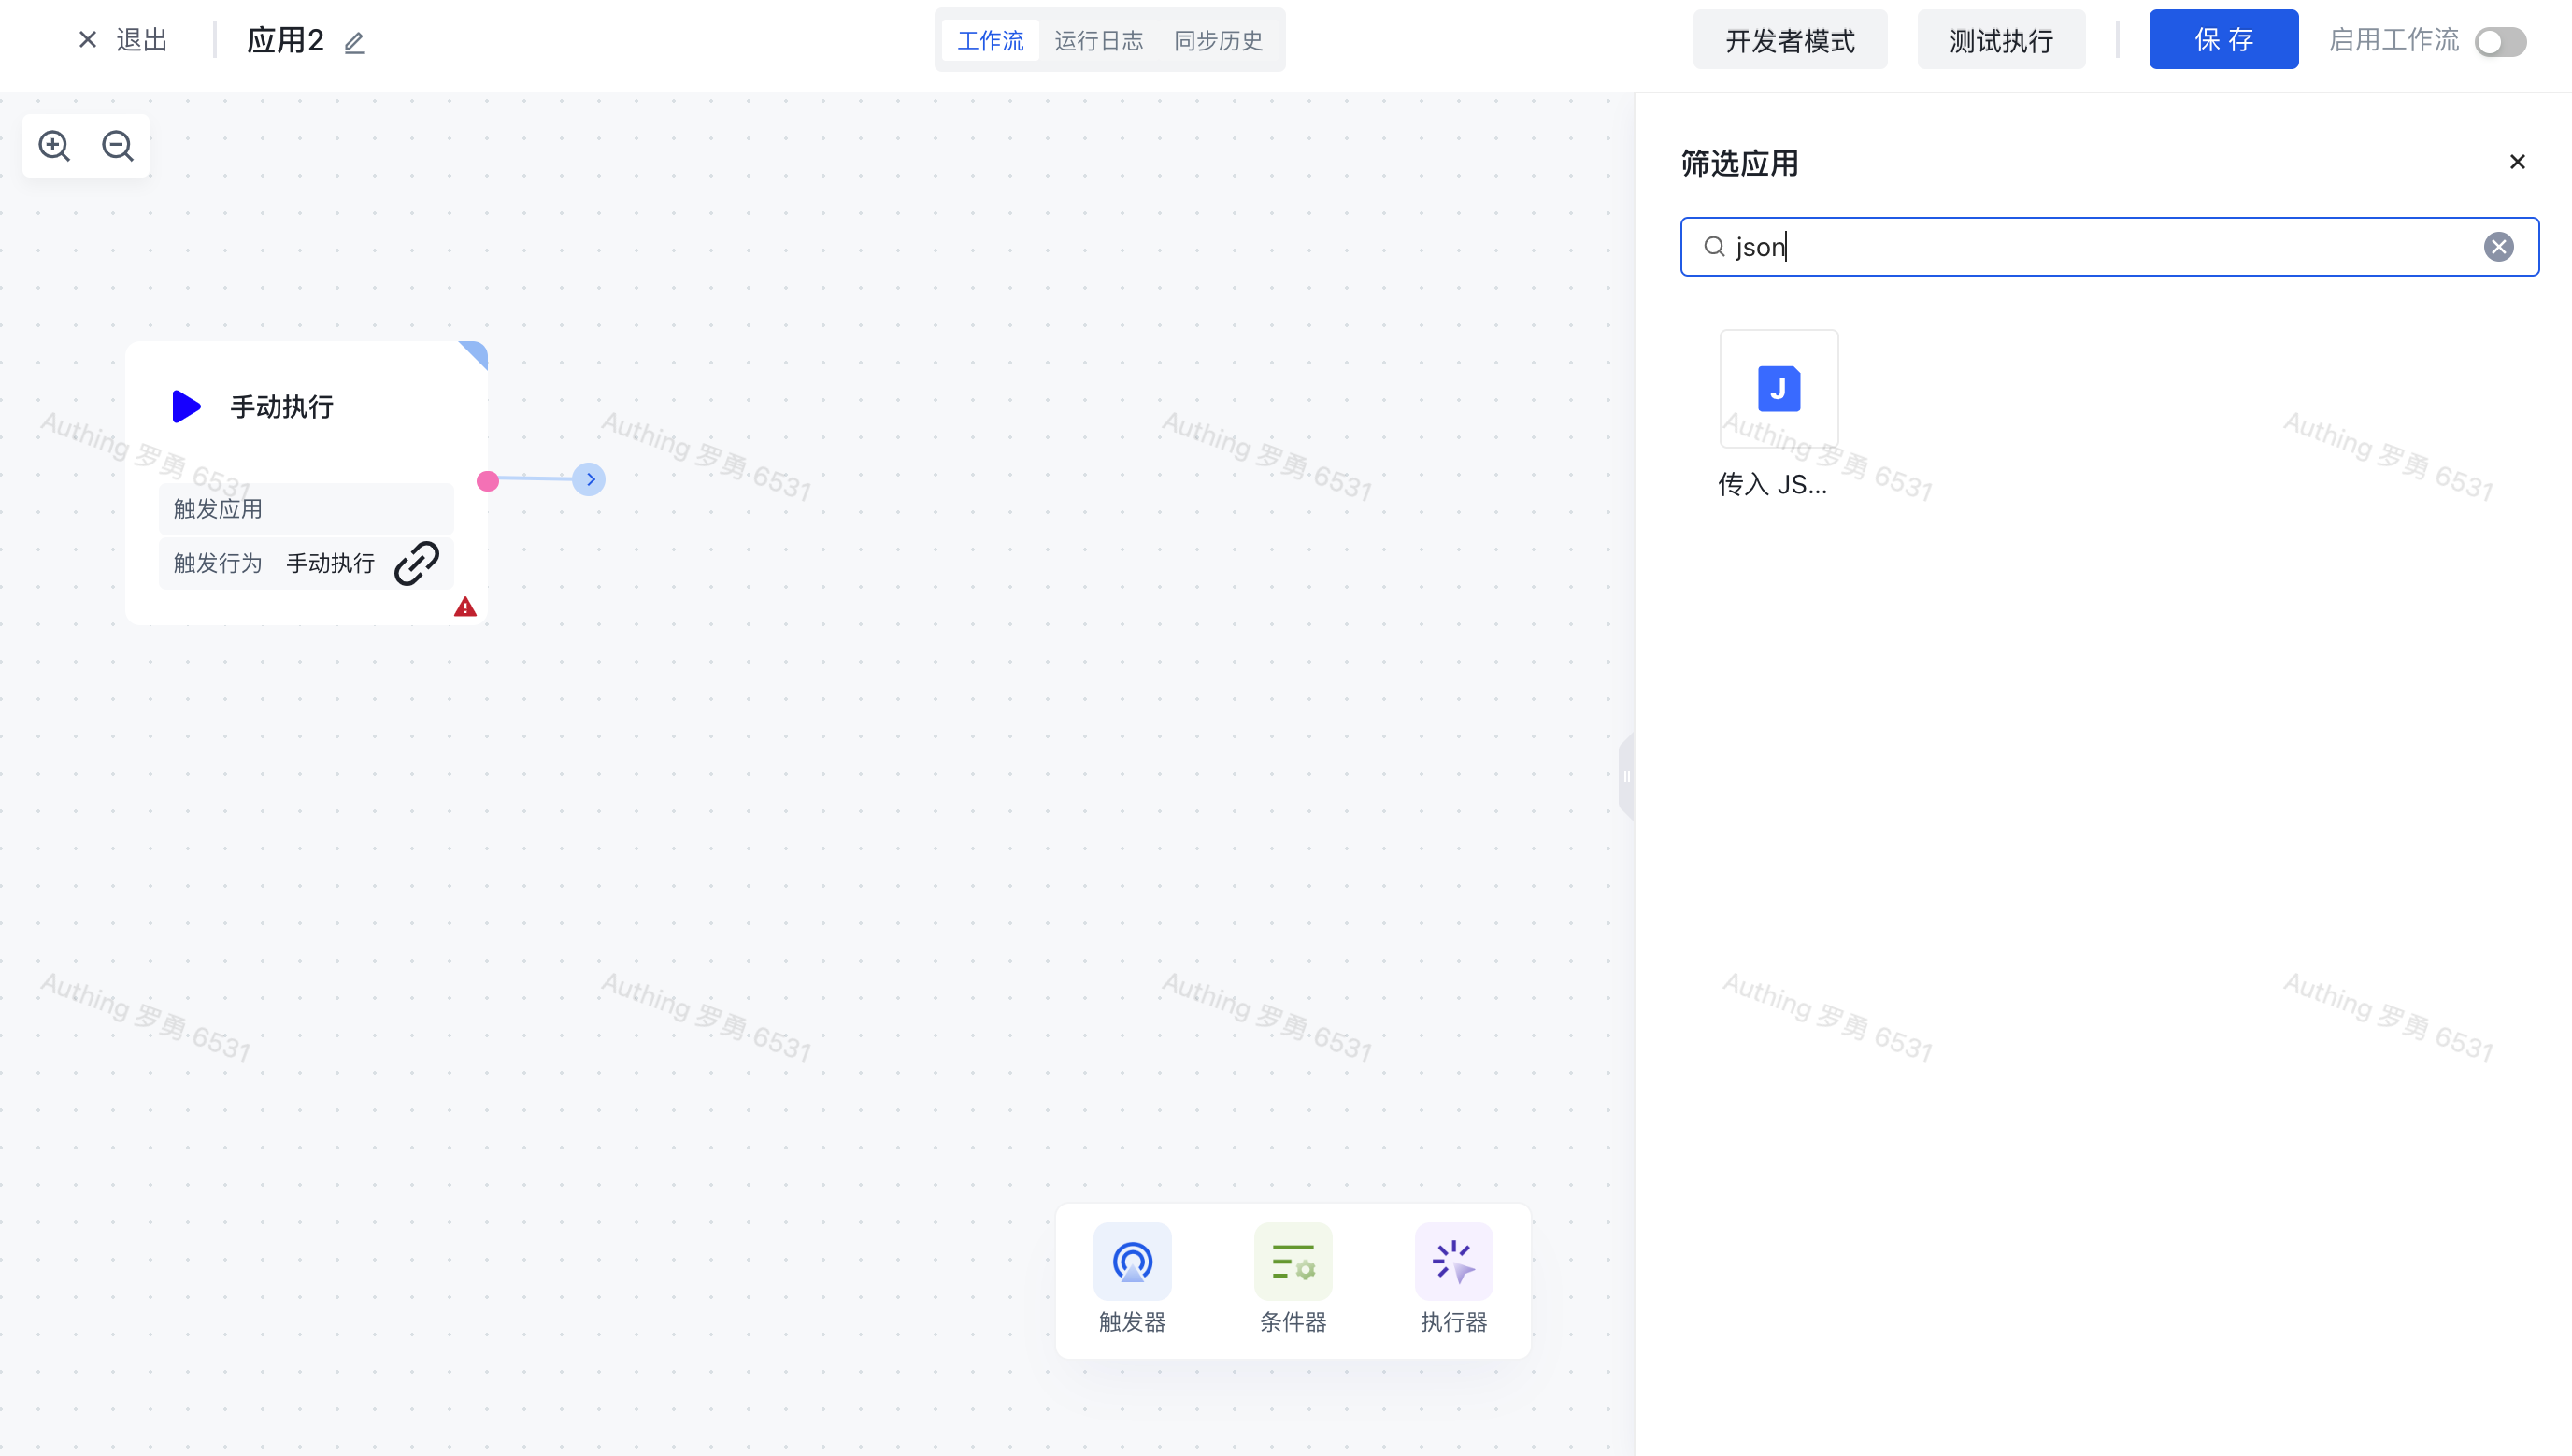 退出
应用2
工作流
运行日志
同步历史
开发者模式
测试执行
保存
启用工作流
筛选应用
json
J
传入 JS...
手动执行
触发应用
触发行为 手动执行
Authing 罗勇 6531
Authing 罗勇 6531
Authing 罗勇 6531
Authing 罗勇 6531
Authing 罗勇 6531
Authing 罗勇 6531
Authing 罗勇 6531
Authing 罗勇 6531
Authing 罗勇 6531
Authing 罗勇 6531
触发器
条件器
执行器